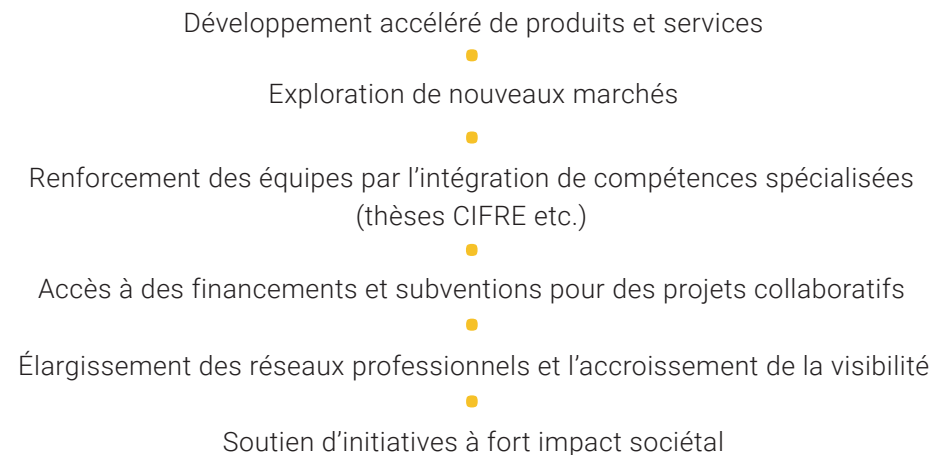 Développement accéléré de produits et services
Exploration de nouveaux marchés
Renforcement des équipes par l’intégration de compétences spécialisées
(thèses CIFRE etc.)
Accès à des financements et subventions pour des projets collaboratifs
Élargissement des réseaux professionnels et l’accroissement de la visibilité
Soutien d’initiatives à fort impact sociétal